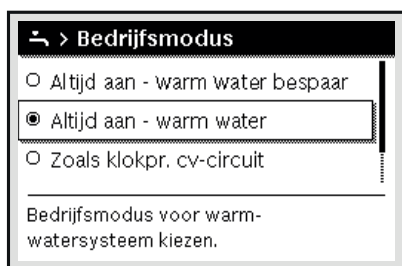 > Bedrijfsmodus
Altijd aan - warm water bespaar
Altijd aan - warm water
Zoals klokpr. cv-circuit
Bedrijfsmodus voor warm-
watersysteem kiezen.